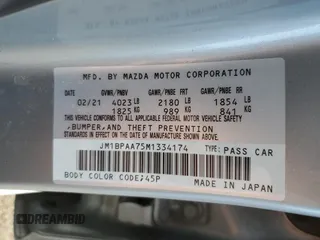 MFD. BY MAZDA MOTOR CORPORATION
GVWR/PNBV GAWR/PNBE FRT GAWR/PNBE RR
02/21 4023 LB 2180 LB 1854 LB
1825 KG 989 KG 841 KG
THIS VEHICLE CONFORMS TO ALL APPLICABLE FEDERAL MOTOR VEHICLE SAFETY
STANDARDS IN EFFECT ON THE DATE OF MANUFACTURE SHOWN ABOVE.
BUMPER, AND THEFT PREVENTION
JM1BPAA75M1334174 TYPE: PASS CAR
BODY COLOR CODE:45P MADE IN JAPAN
DREAMBID